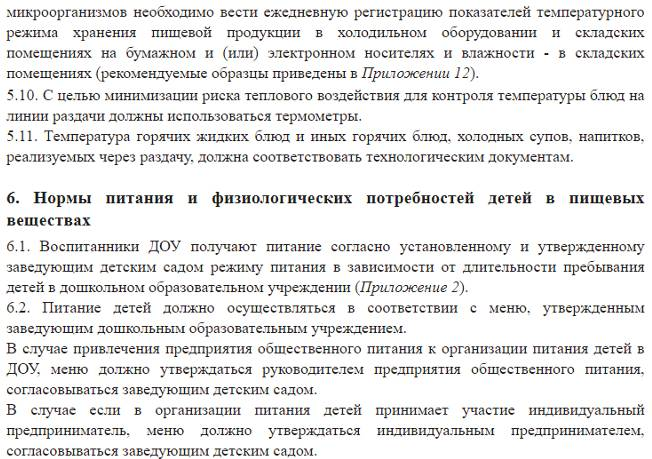 микроорганизмов необходимо вести ежедневную регистрацию показателей температурного
режима хранения пищевой продукции в холодильном оборудовании и складских
помещениях на бумажном и (или) электронном носителях и влажности - в складских
помещениях (рекомендуемые образцы приведены в Приложении 12).
5.10. С целью минимизации риска теплового воздействия для контроля температуры блюд на
линии раздачи должны использоваться термометры.
5.11. Температура горячих жидких блюд и иных горячих блюд, холодных супов, напитков,
реализуемых через раздачу, должна соответствовать технологическим документам.
6. Нормы питания и физиологических потребностей детей в пищевых
веществах
6.1. Воспитанники ДОУ получают питание согласно установленному и утвержденному
заведующим детским садом режиму питания в зависимости от длительности пребывания
детей в дошкольном образовательном учреждении (Приложение 2).
6.2. Питание детей должно осуществляться в соответствии с меню, утвержденным
заведующим дошкольным образовательным учреждением.
В случае привлечения предприятия общественного питания к организации питания детей в
ДОУ, меню должно утверждаться руководителем предприятия общественного питания,
согласовываться заведующим детским садом.
В случае если в организации питания детей принимает участие индивидуальный
предприниматель, меню должно утверждаться индивидуальным предпринимателем,
согласовываться заведующим детским садом.